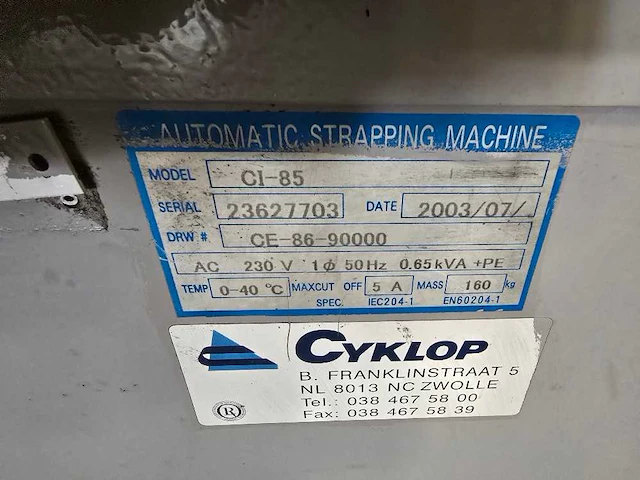 AUTOMATIC STRAPPING MACHINE
MODEL CI-85
SERIAL 23627703 DATE 2003/07/
DRW # CE-86-90000
AC 230 V 1ϕ 50Hz 0.65kVA +PE
TEMP 0-40 °C MAXCUT OFF 5 A MASS 160 kg
SPEC. IEC204-1 EN60204-1
CYKLOP
B. FRANKLINSTRAAT 5
NL 8013 NC ZWOLLE
Tel.: 038 467 58 00
Fax: 038 467 58 39
R